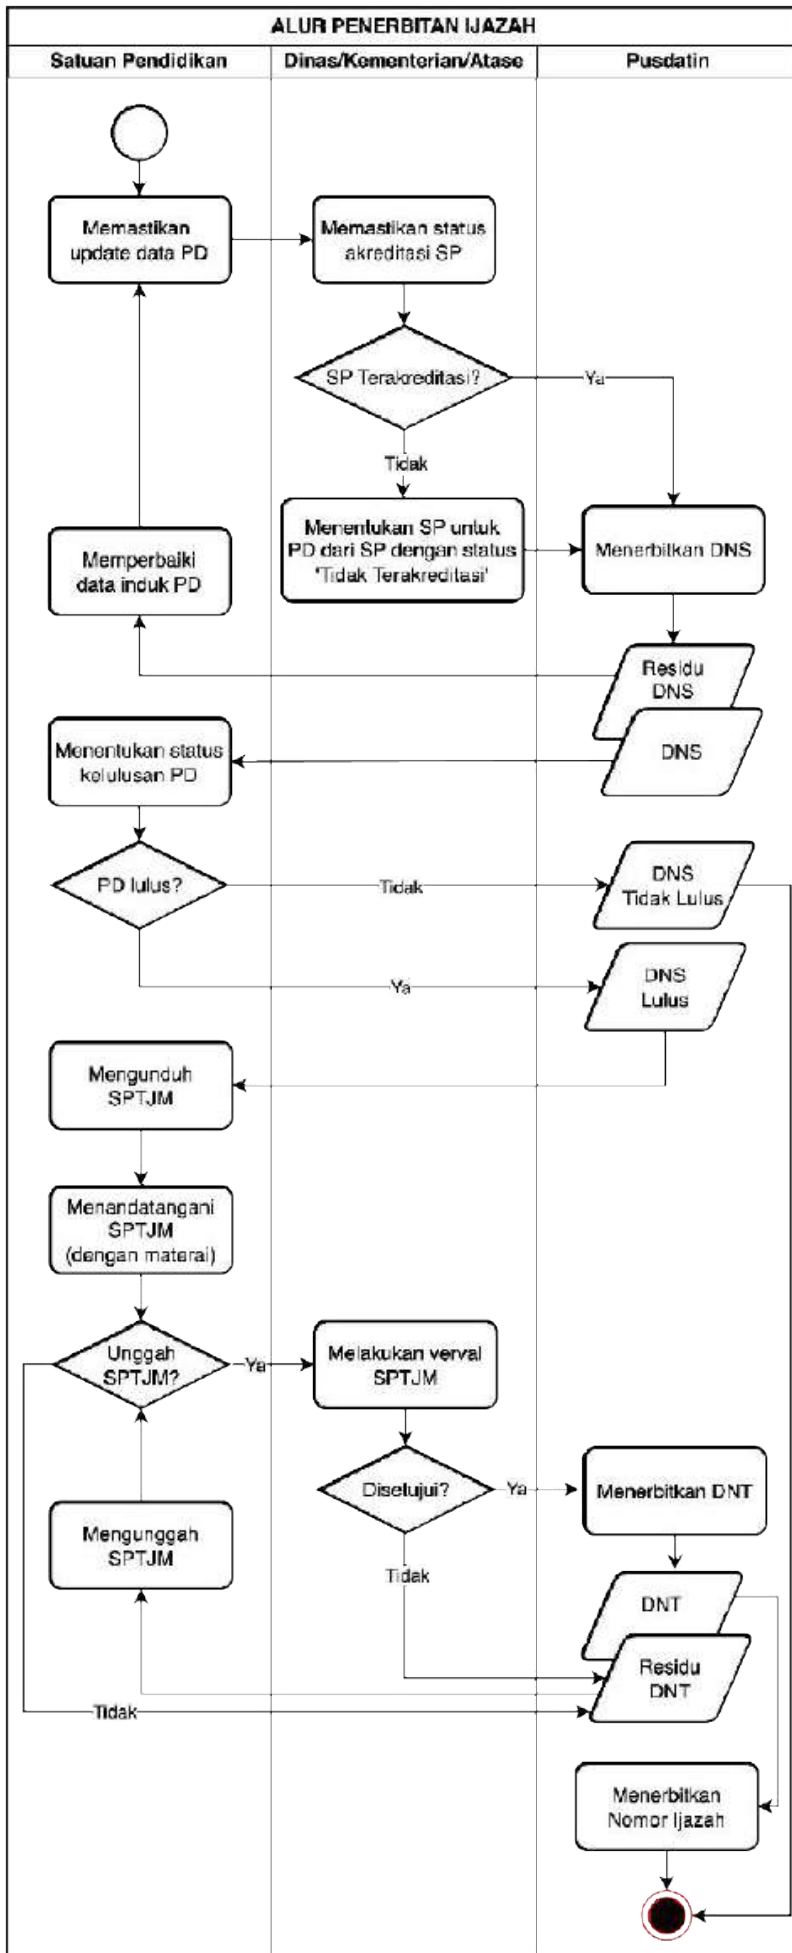 ALUR PENERBITAN IJAZAH
Satuan Pendidikan
Dinas/Kementerian/Atase
Pusdatin
Memastikan
update data PD
Memastikan status
akreditasi SP
SP Terakreditasi?
Ya
Tidak
Menentukan SP untuk
PD dari SP dengan status
'Tidak Terakreditasi'
Menerbitkan DNS
Memperbaiki
data induk PD
Residu
DNS
DNS
Menentukan status
kelulusan PD
PD lulus?
Tidak
DNS
Tidak Lulus
Ya
DNS
Lulus
Mengunduh
SPTJM
Menandatangani
SPTJM
(dengan materai)
Unggah
SPTJM?
Ya
Melakukan verval
SPTJM
Disetujui?
Ya
Menerbitkan DNT
Mengunggah
SPTJM
Tidak
DNT
Residu
DNT
Tidak
Menerbitkan
Nomor Ijazah